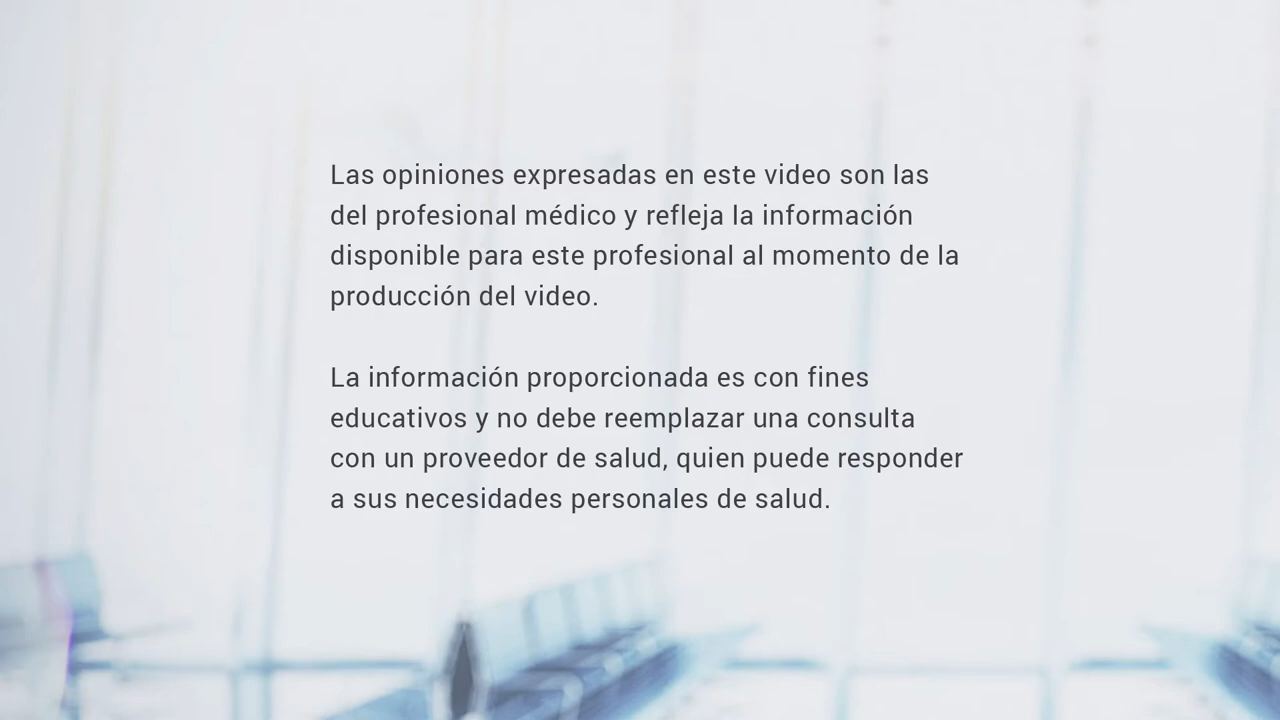 Las opiniones expresadas en este video son las
del profesional médico y refleja la información
disponible para este profesional al momento de la
producción del video.
La información proporcionada es con fines
educativos y no debe reemplazar una consulta
con un proveedor de salud, quien puede responder
a sus necesidades personales de salud.